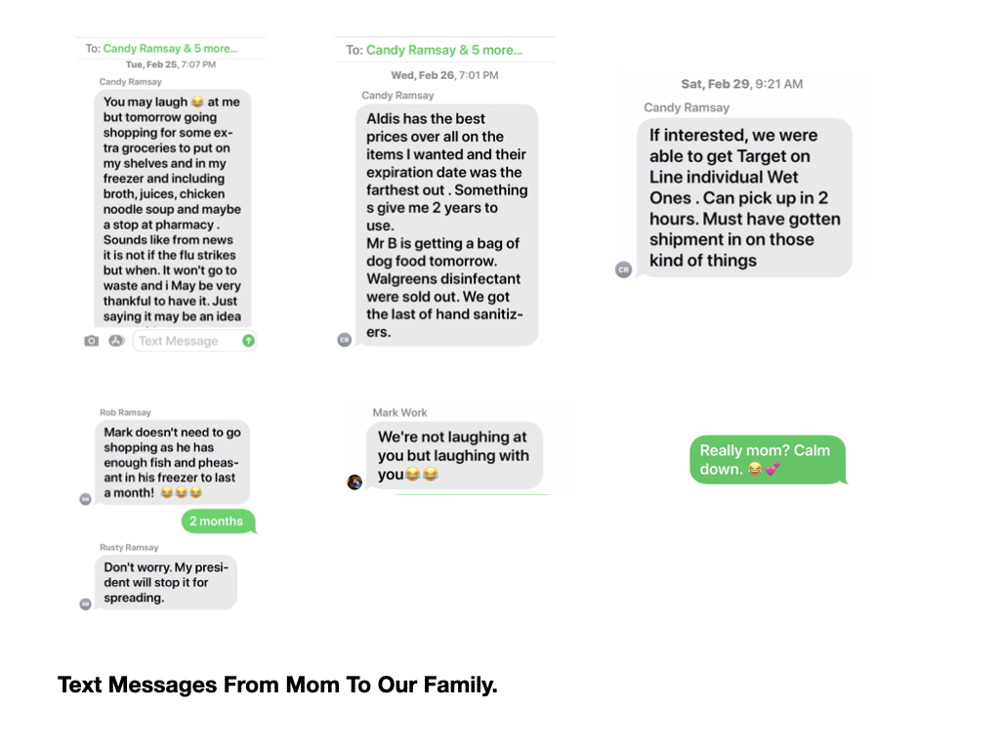 To: Candy Ramsay & 5 more...
Tue, Feb 25, 7:07 PM
Candy Ramsay
You may laugh 😂 at me
but tomorrow going
shopping for some ex-
tra groceries to put on
my shelves and in my
freezer and including
broth, juices, chicken
noodle soup and maybe
a stop at pharmacy .
Sounds like from news
it is not if the flu strikes
but when. It won't go to
waste and i May be very
thankful to have it. Just
saying it may be an idea
Text Message
To: Candy Ramsay & 5 more...
Wed, Feb 26, 7:01 PM
Candy Ramsay
Aldis has the best
prices over all on the
items I wanted and their
expiration date was the
farthest out . Something
s give me 2 years to
use.
Mr B is getting a bag of
dog food tomorrow.
Walgreens disinfectant
were sold out. We got
the last of hand sanitiz-
ers.
CR
Sat, Feb 29, 9:21 AM
Candy Ramsay
If interested, we were
able to get Target on
Line individual Wet
Ones . Can pick up in 2
hours. Must have gotten
shipment in on those
kind of things
CR
Rob Ramsay
Mark doesn't need to go
shopping as he has
enough fish and pheas-
ant in his freezer to last
a month! 😂😂😂
2 months
Rusty Ramsay
Don't worry. My presi-
dent will stop it for
spreading.
Mark Work
We're not laughing at
you but laughing with
you😂😂
Really mom? Calm
down. 😂💕
Text Messages From Mom To Our Family.